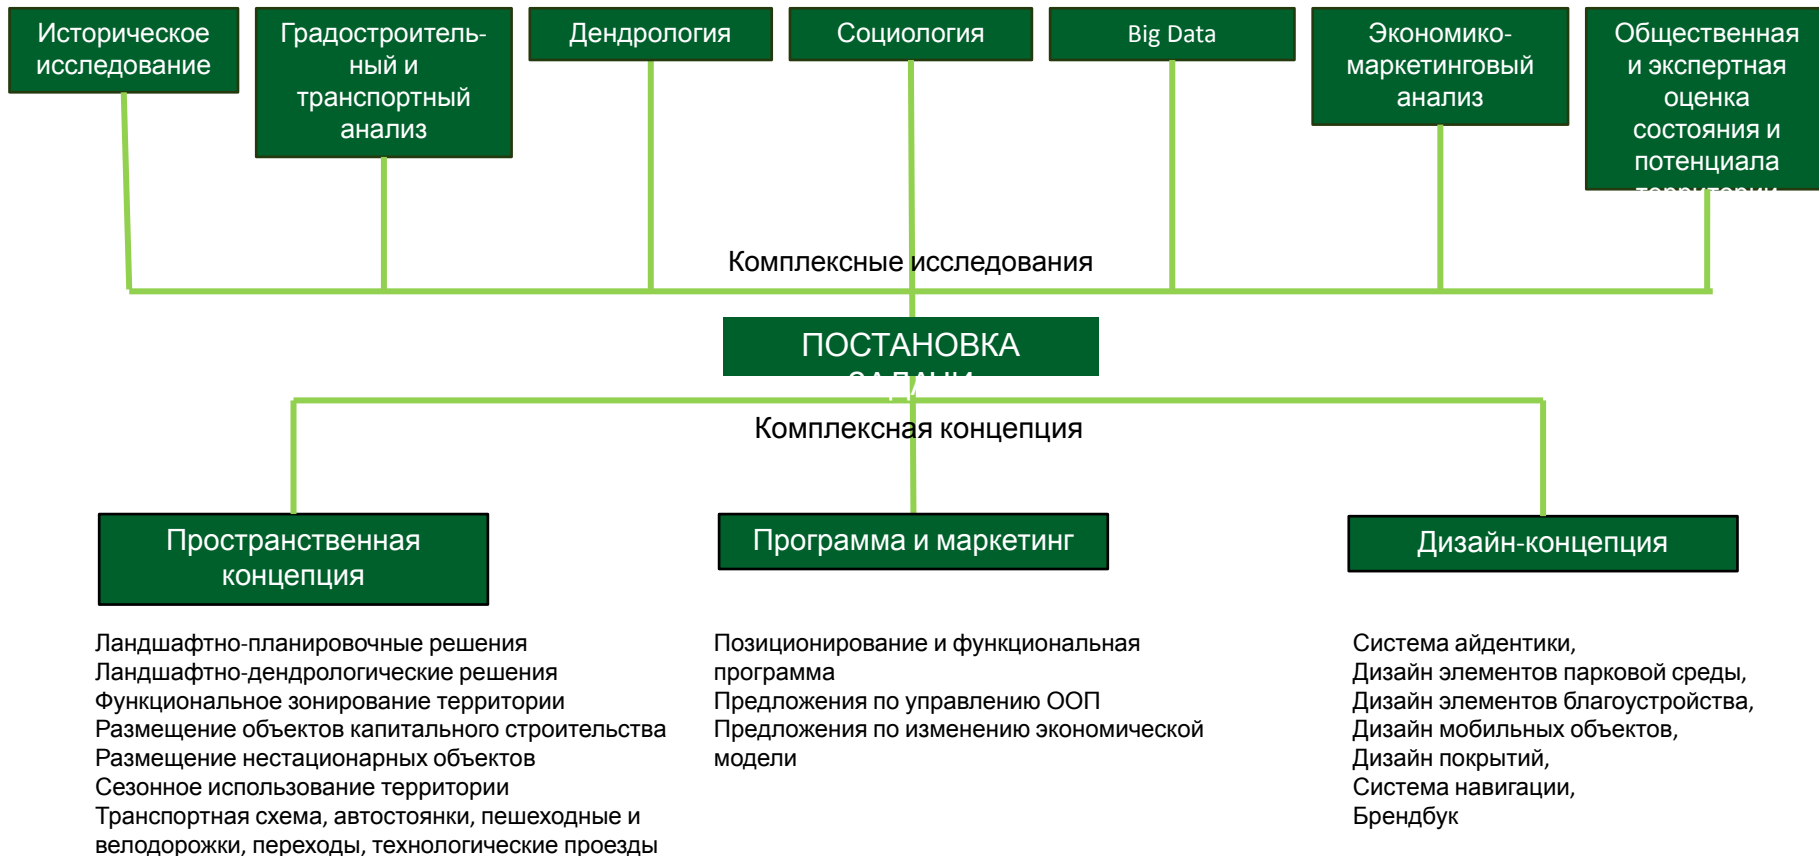 Историческое
исследование
Градостроитель-
ный и
транспортный
анализ
Дендрология
Социология
Big Data
Экономико-
маркетинговый
анализ
Общественная
и экспертная
оценка
состояния и
потенциала
территории
Комплексные исследования
ПОСТАНОВКА
ЗАДАЧИ
Комплексная концепция
Пространственная
концепция
Ландшафтно-планировочные решения
Ландшафтно-дендрологические решения
Функциональное зонирование территории
Размещение объектов капитального строительства
Размещение нестационарных объектов
Сезонное использование территории
Транспортная схема, автостоянки, пешеходные и
велодорожки, переходы, технологические проезды
Программа и маркетинг
Позиционирование и функциональная
программа
Предложения по управлению ООП
Предложения по изменению экономической
модели
Дизайн-концепция
Система айдентики,
Дизайн элементов парковой среды,
Дизайн элементов благоустройства,
Дизайн мобильных объектов,
Дизайн покрытий,
Система навигации,
Брендбук